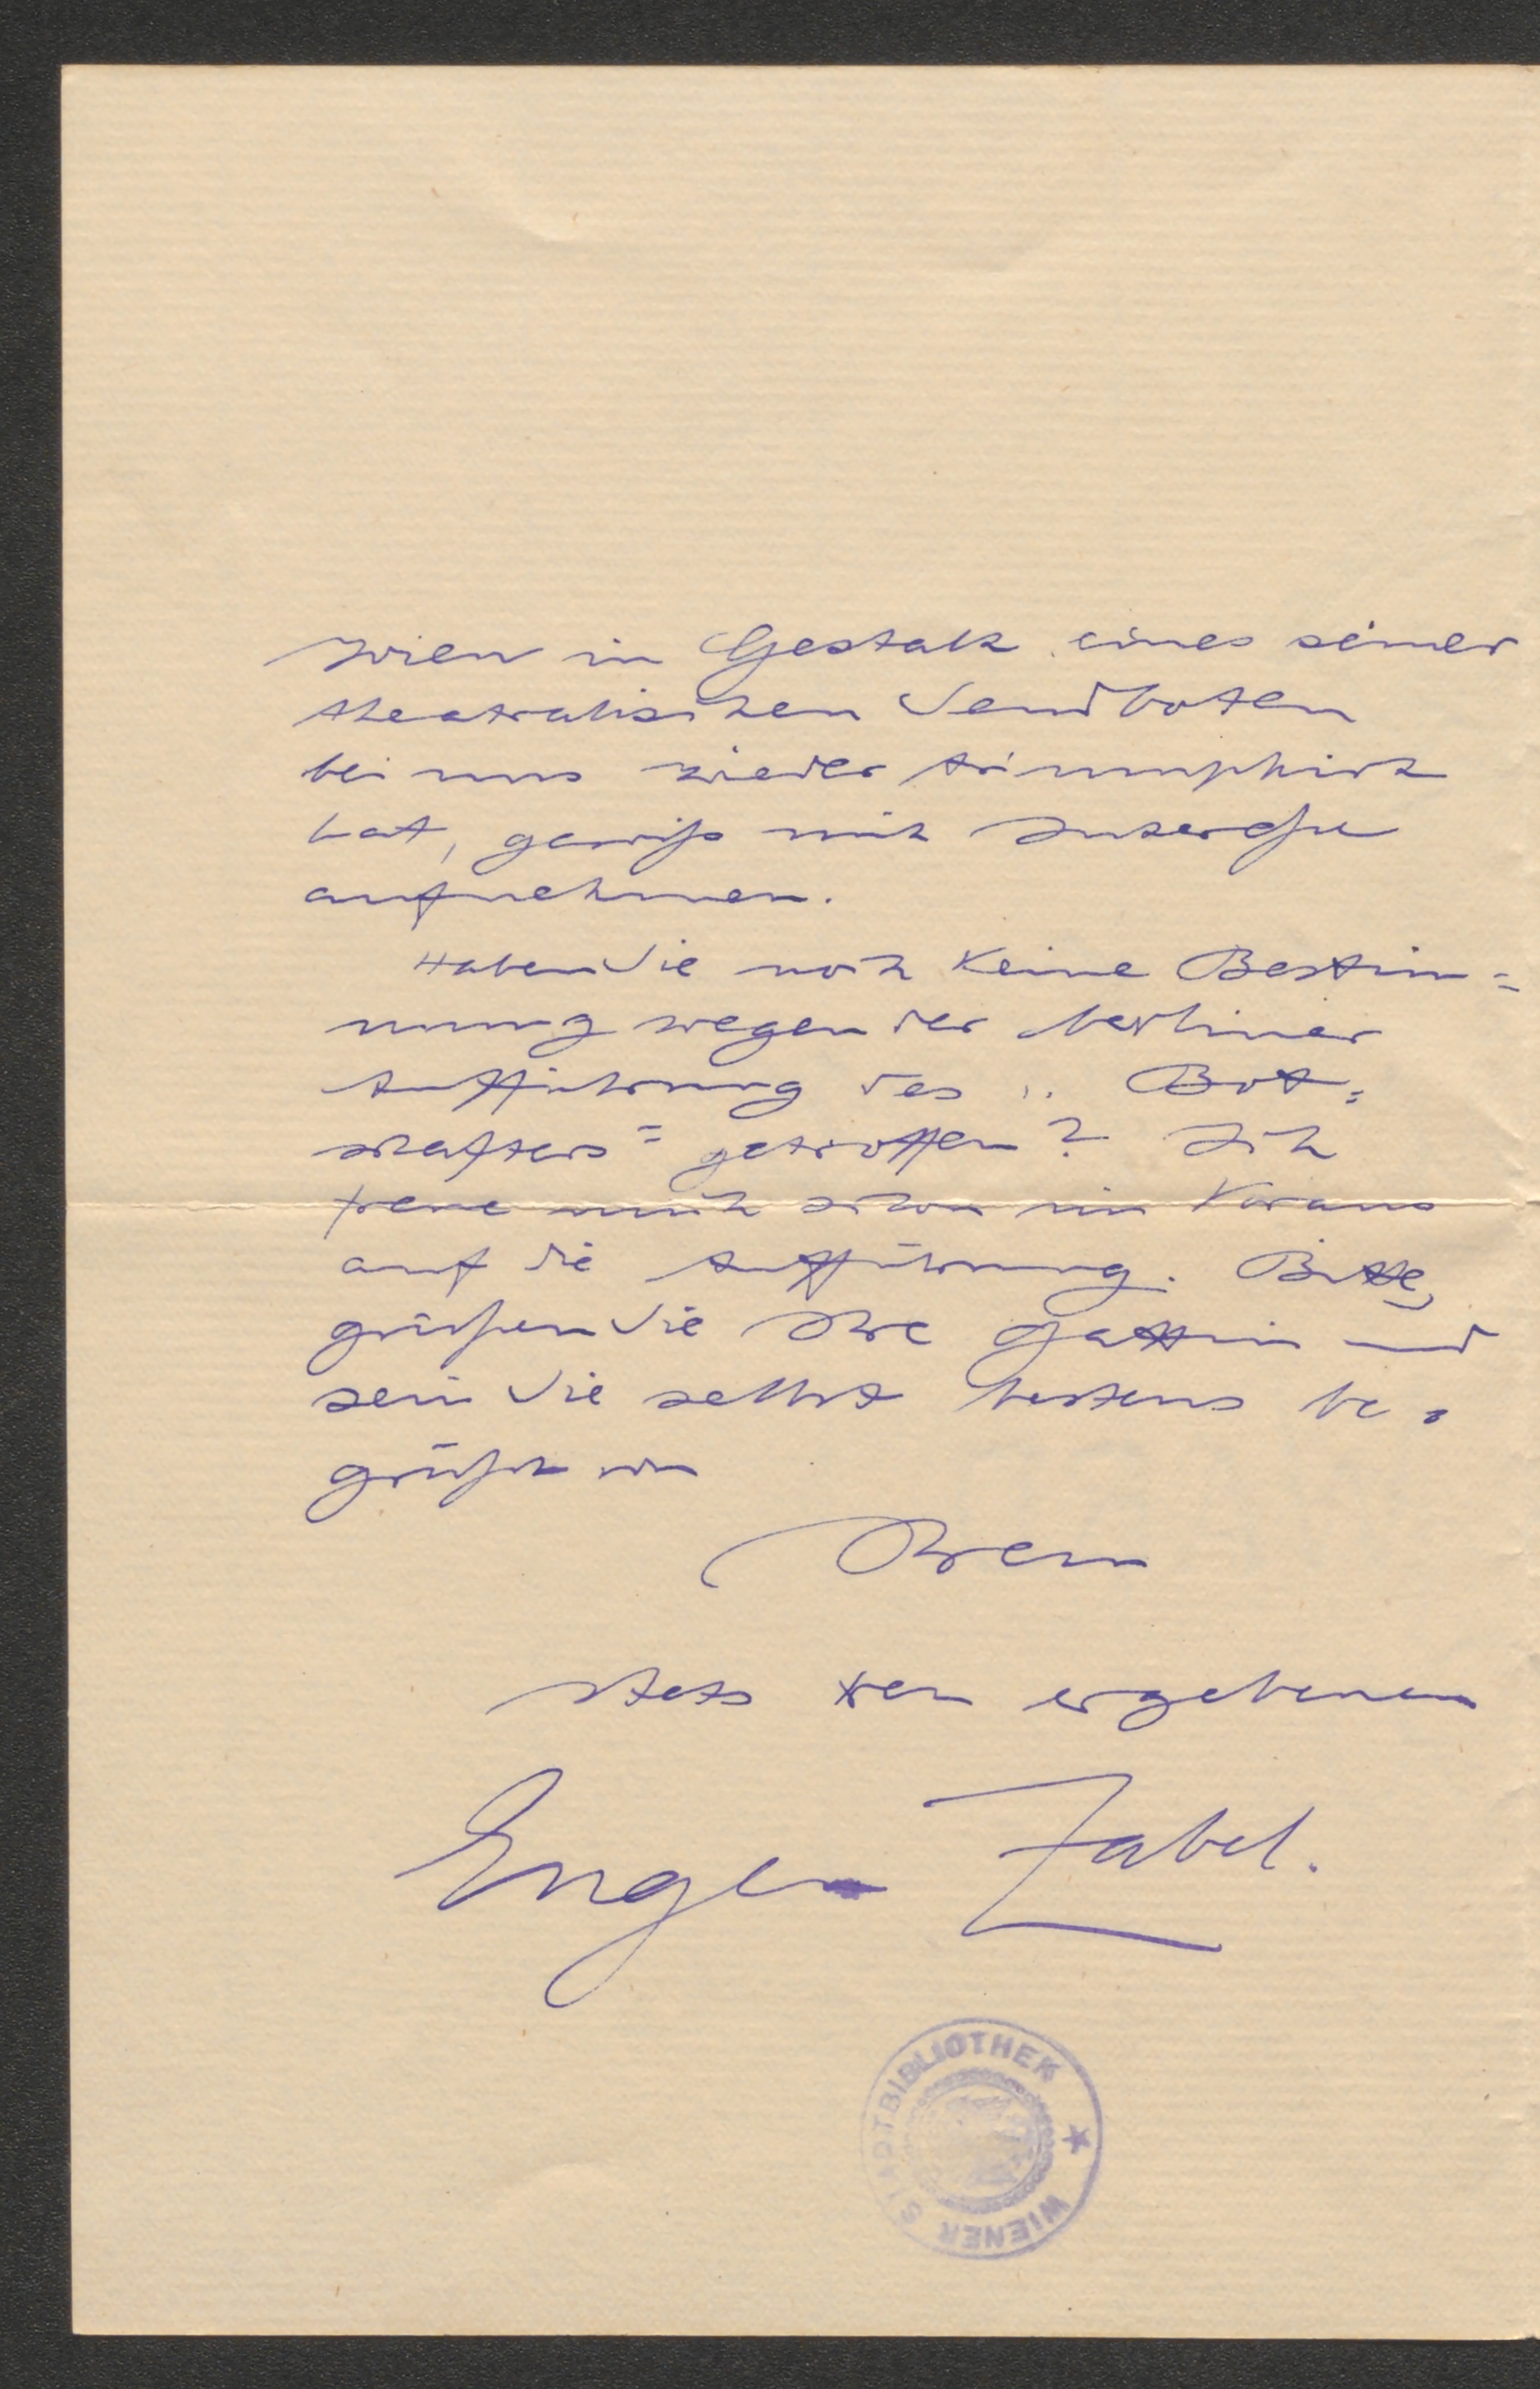 Wien in Gestalt eines seiner
theatralischen Sendboten
bei uns wieder triumphirt
hat, gewiß mit Interesse
aufnehmen.
Haben Sie noch keine Bestim=
mung wegen der berliner
Aufführung des „Bot=
schafters" getroffen? Ich
freue mich schon im Voraus
auf die Aufführung. Bitte,
grüßen Sie Ihre Gattin und
sein Sie selbst bestens be=
grüßt von
Ihrem
stets treu ergebenen
Eugen Zabel.
WIENER STADTBIBLIOTHEK